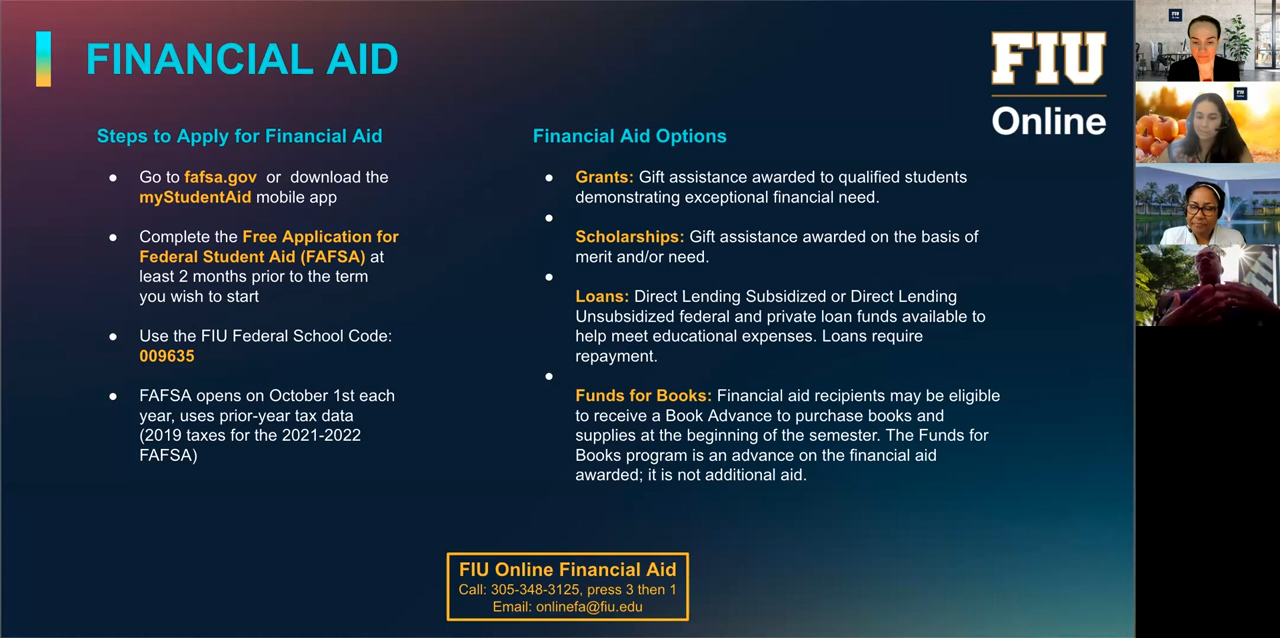 FINANCIAL AID
FIU
Online
Steps to Apply for Financial Aid
Go to fafsa.gov or download the
myStudentAid mobile app
Complete the Free Application for
Federal Student Aid (FAFSA) at
least 2 months prior to the term
you wish to start
Use the FIU Federal School Code:
009635
FAFSA opens on October 1st each
year, uses prior-year tax data
(2019 taxes for the 2021-2022
FAFSA)
Financial Aid Options
Grants: Gift assistance awarded to qualified students
demonstrating exceptional financial need.
Scholarships: Gift assistance awarded on the basis of
merit and/or need.
Loans: Direct Lending Subsidized or Direct Lending
Unsubsidized federal and private loan funds available to
help meet educational expenses. Loans require
repayment.
Funds for Books: Financial aid recipients may be eligible
to receive a Book Advance to purchase books and
supplies at the beginning of the semester. The Funds for
Books program is an advance on the financial aid
awarded; it is not additional aid.
FIU Online Financial Aid
Call: 305-348-3125, press 3 then 1
Email: onlinefa@fiu.edu
FIU
FIU
Online